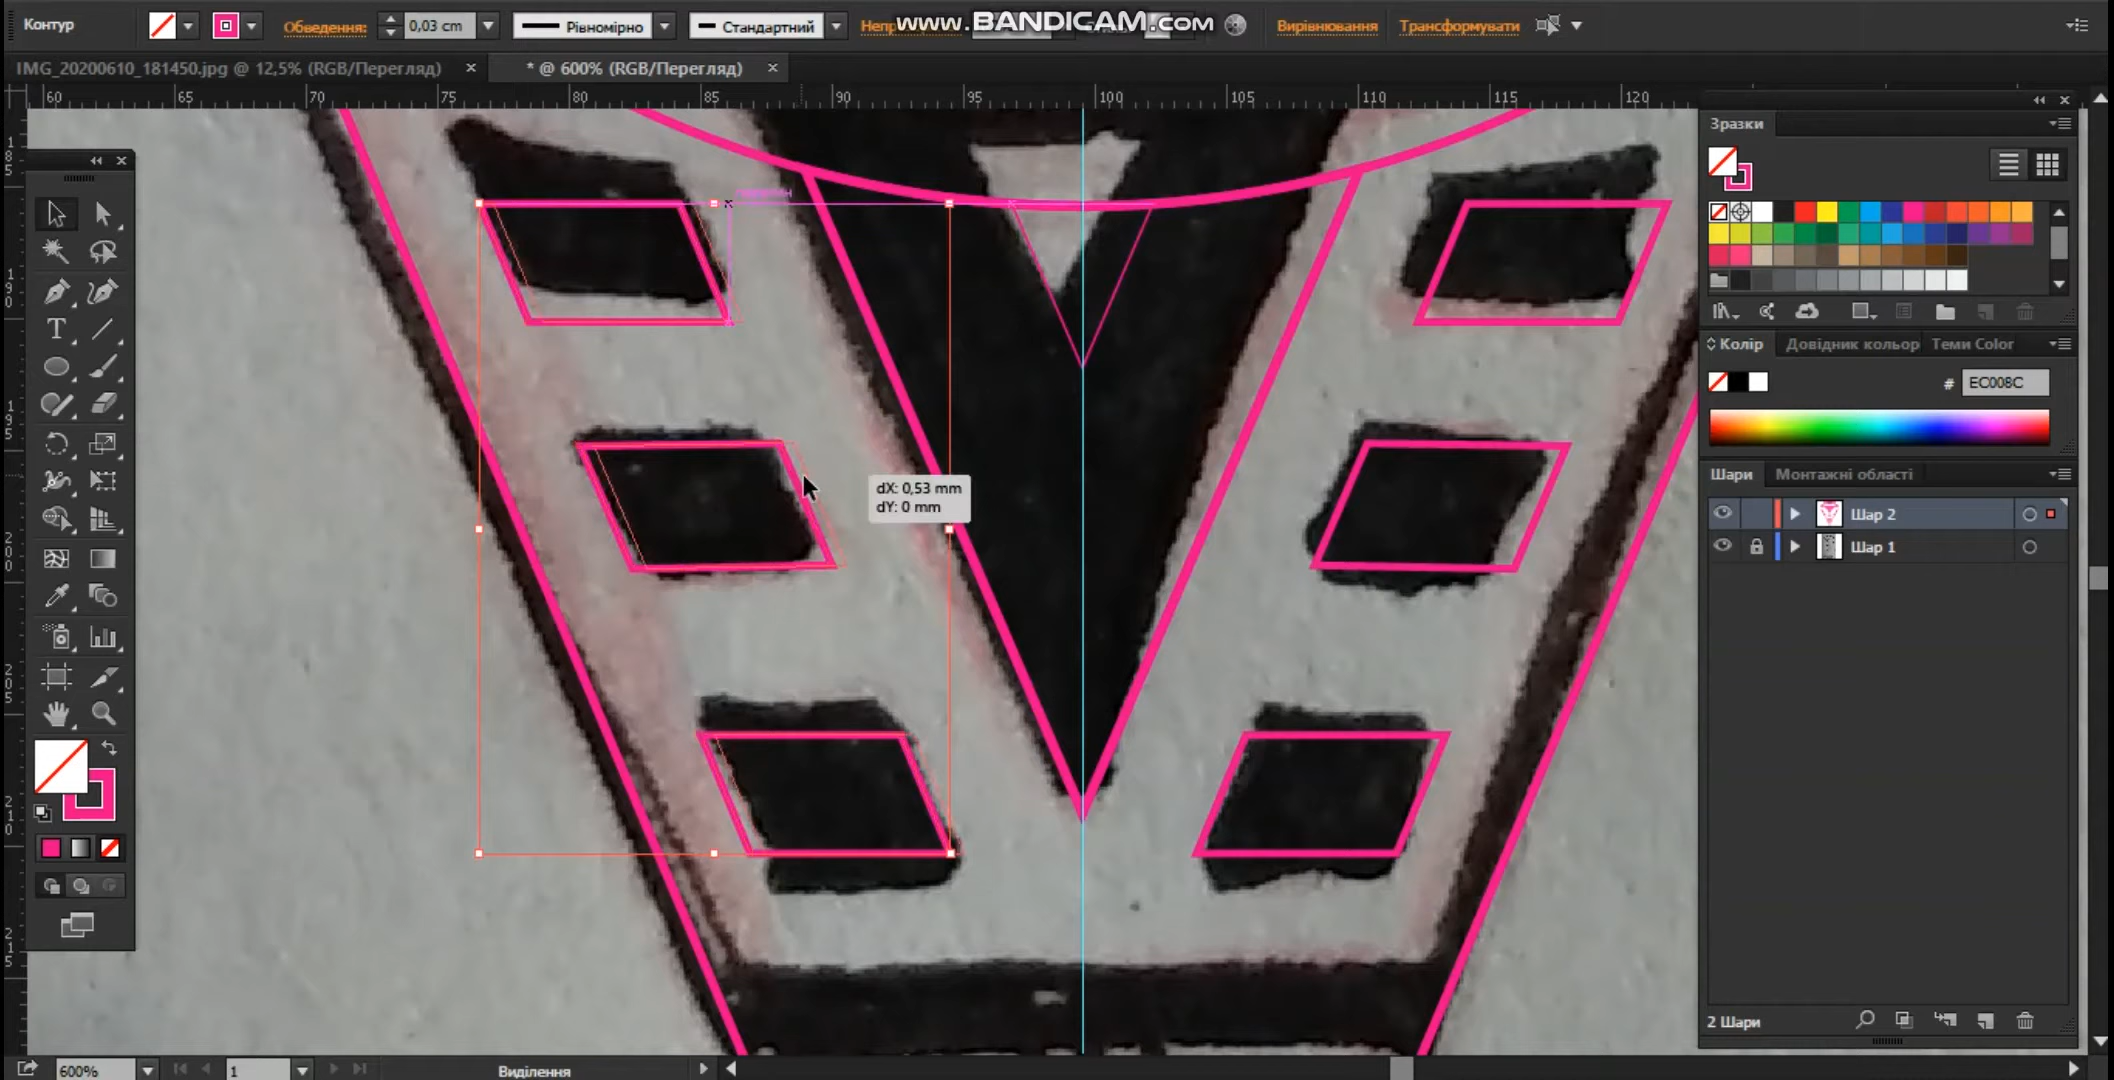 Контур
Обведення:
0,03 cm
Рівномірно
Стандартний
Непр
www.BANDICAM.com
Вирівнювання
Трансформувати
IMG_20200610_181450.jpg @ 12,5% (RGB/Перегляд)
* @ 600% (RGB/Перегляд)
60 65 70 75 80 85 90 95 100 105 110 115 120
Зразки
Колір
Довідник кольор
Теми Color
# EC008C
dX: 0,53 mm
dY: 0 mm
Шари
Монтажні області
Шар 2
Шар 1
2 Шари
600%
1
Виділення